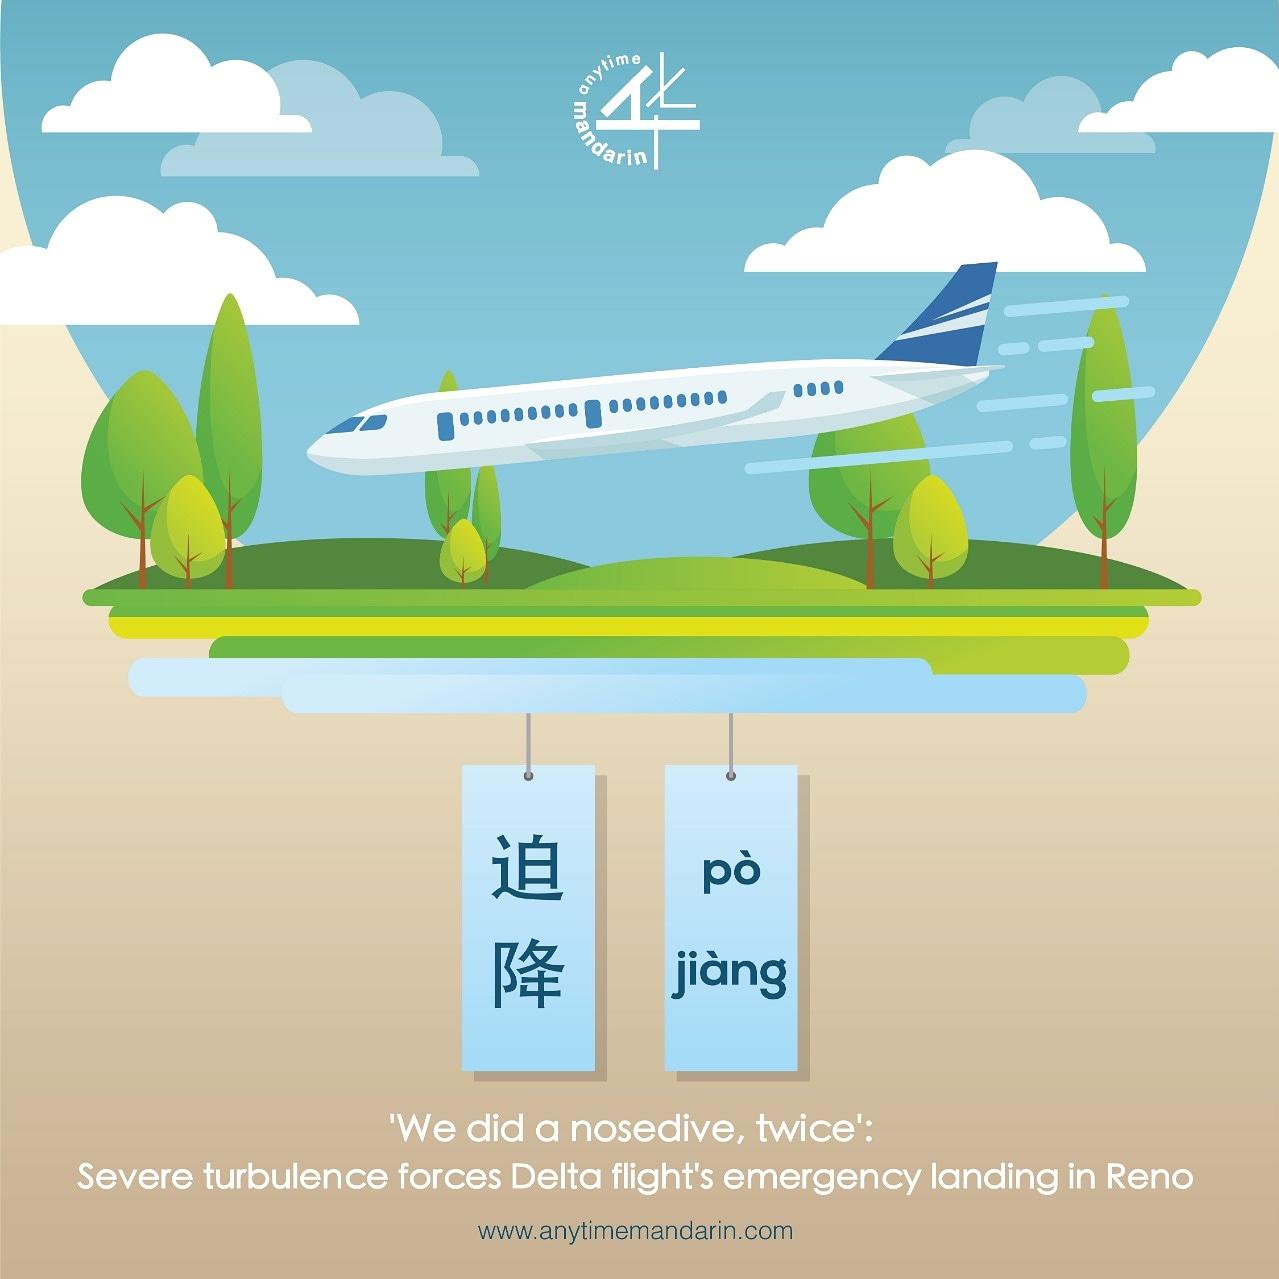 anytime
mandarin
华
迫
降
pò
jiàng
'We did a nosedive, twice':
Severe turbulence forces Delta flight's emergency landing in Reno
www.anytimemandarin.com